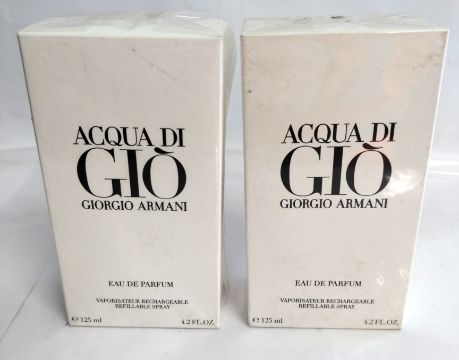 ACQUA DI
GIÒ
GIORGIO ARMANI
EAU DE PARFUM
VAPORISATEUR RECHARGEABLE
REFILLABLE SPRAY
℮ 125 ml 4.2 FL.OZ.
ACQUA DI
GIÒ
GIORGIO ARMANI
EAU DE PARFUM
VAPORISATEUR RECHARGEABLE
REFILLABLE SPRAY
℮ 125 ml 4.2 FL.OZ.